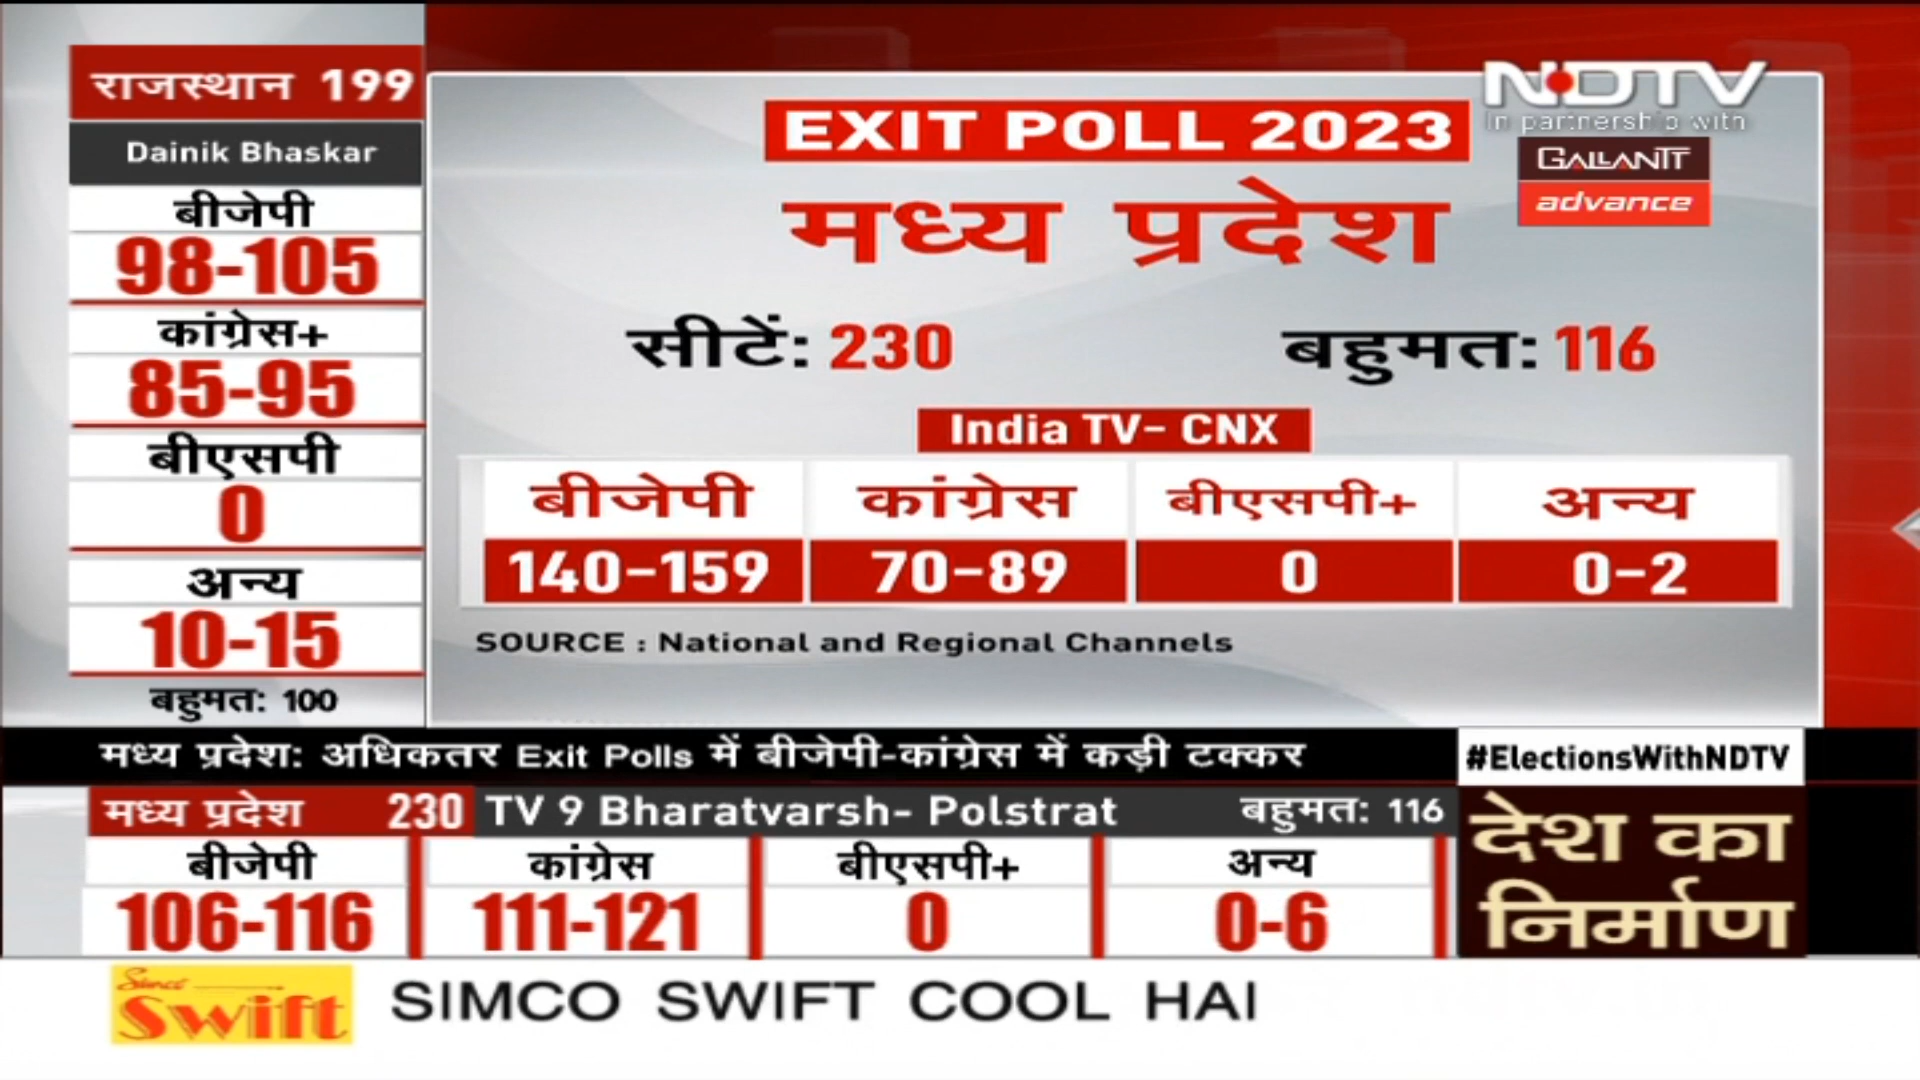 राजस्थान 199
Dainik Bhaskar
बीजेपी
98-105
कांग्रेस+
85-95
बीएसपी
0
अन्य
10-15
बहुमत: 100
EXIT POLL 2023
मध्य प्रदेश
सीटें: 230 बहुमत: 116
India TV- CNX
बीजेपी कांग्रेस बीएसपी+ अन्य
140-159 70-89 0 0-2
SOURCE : National and Regional Channels
NDTV
In partnership with
GALLANTT
advance
मध्य प्रदेश: अधिकतर Exit Polls में बीजेपी-कांग्रेस में कड़ी टक्कर
#ElectionsWithNDTV
मध्य प्रदेश 230 TV 9 Bharatvarsh- Polstrat बहुमत: 116
बीजेपी कांग्रेस बीएसपी+ अन्य
106-116 111-121 0 0-6
देश का
निर्माण
Simco
Swift
SIMCO SWIFT COOL HAI